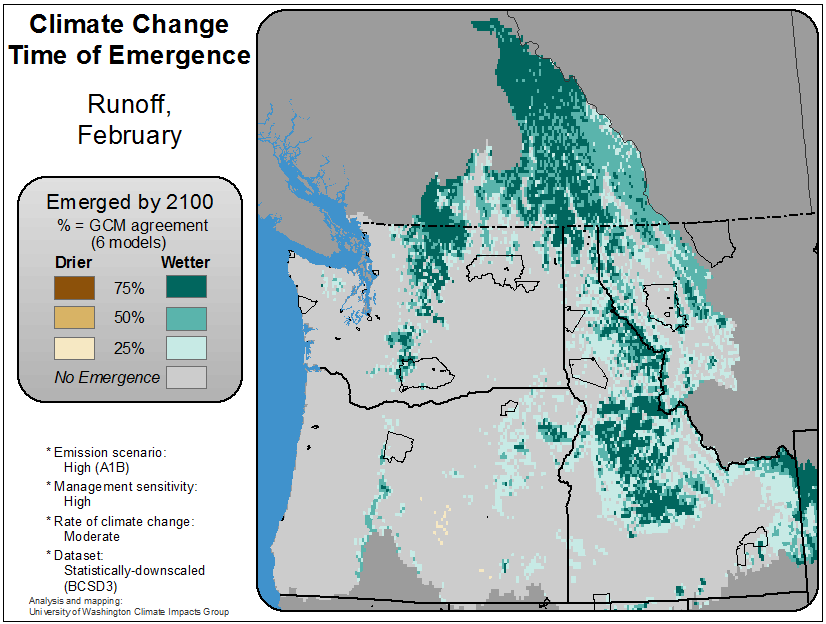 Climate Change
Time of Emergence
Runoff,
February
Emerged by 2100
% = GCM agreement
(6 models)
Drier Wetter
75%
50%
25%
No Emergence
* Emission scenario:
High (A1B)
* Management sensitivity:
High
* Rate of climate change:
Moderate
* Dataset:
Statistically-downscaled
(BCSD3)
Analysis and mapping:
University of Washington Climate Impacts Group